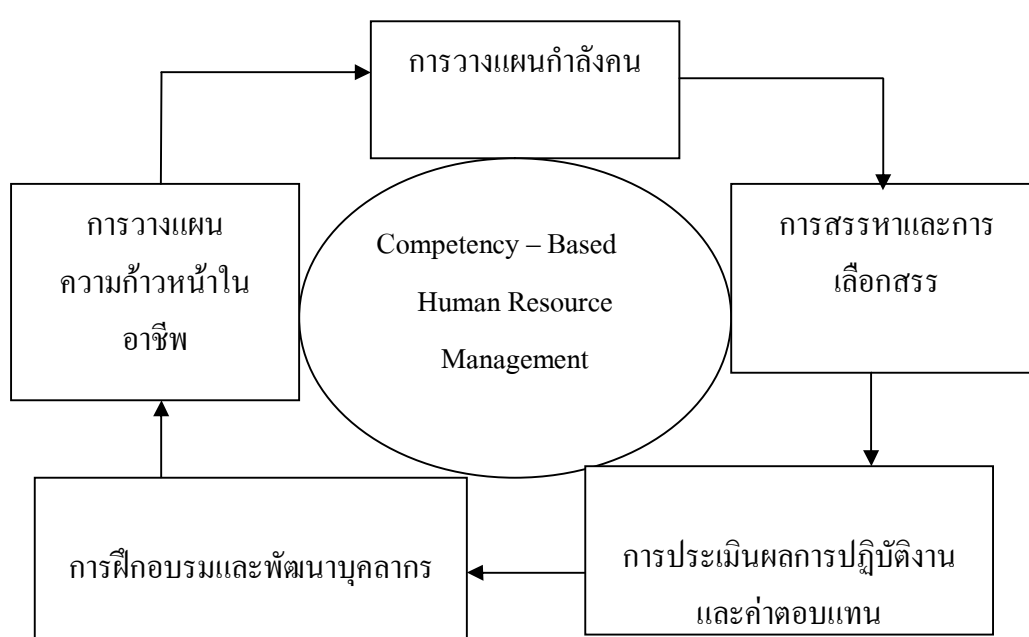 การวางแผนกำลังคน
การวางแผน
ความก้าวหน้าใน
อาชีพ
Competency – Based
Human Resource
Management
การสรรหาและการ
เลือกสรร
การฝึกอบรมและพัฒนาบุคลากร
การประเมินผลการปฏิบัติงาน
และค่าตอบแทน